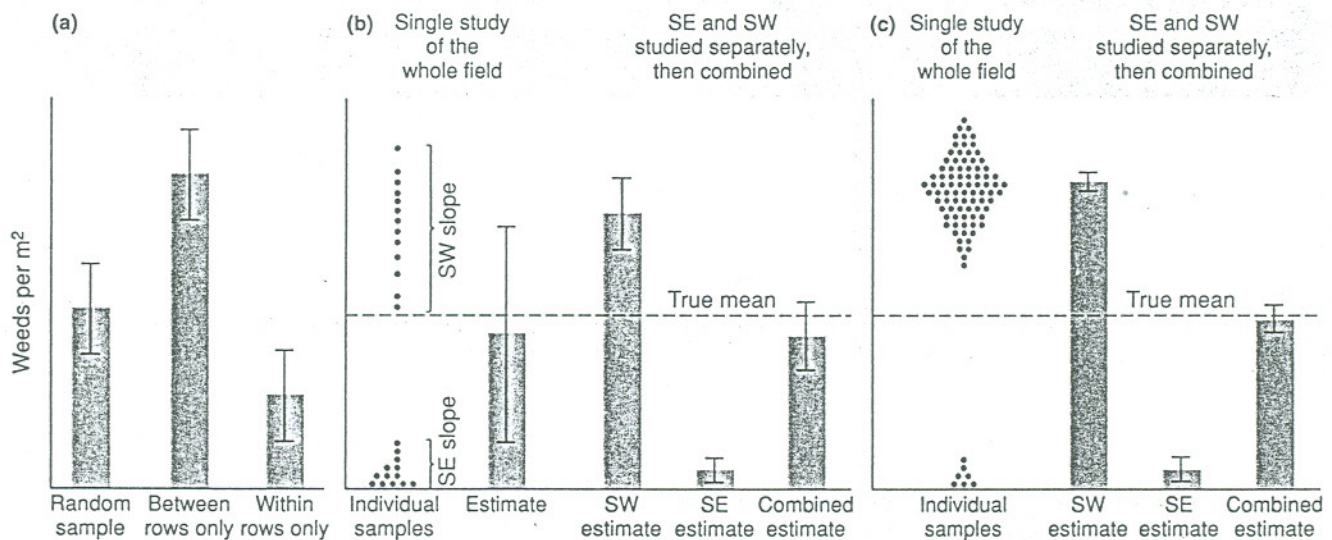 (a)
(b)
Single study
of the
whole field
SE and SW
studied separately,
then combined
(c)
Single study
of the
whole field
SE and SW
studied separately,
then combined
Weeds per m²
SW slope
SE slope
True mean
True mean
Random
sample
Between
rows only
Within
rows only
Individual
samples
Estimate
SW
estimate
SE
estimate
Combined
estimate
Individual
samples
SW
estimate
SE
estimate
Combined
estimate